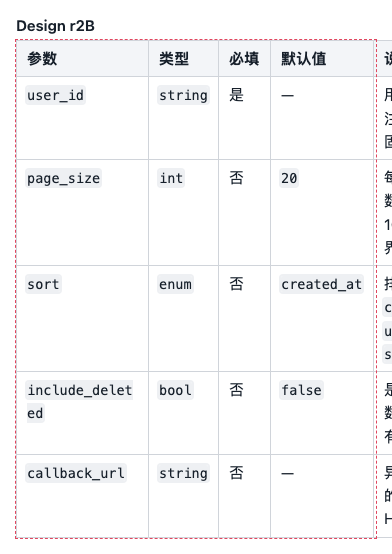 Design r2B
参数 类型 必填 默认值
user_id string 是 —
page_size int 否 20
sort enum 否 created_at
include_delet
ed bool 否 false
callback_url string 否 —